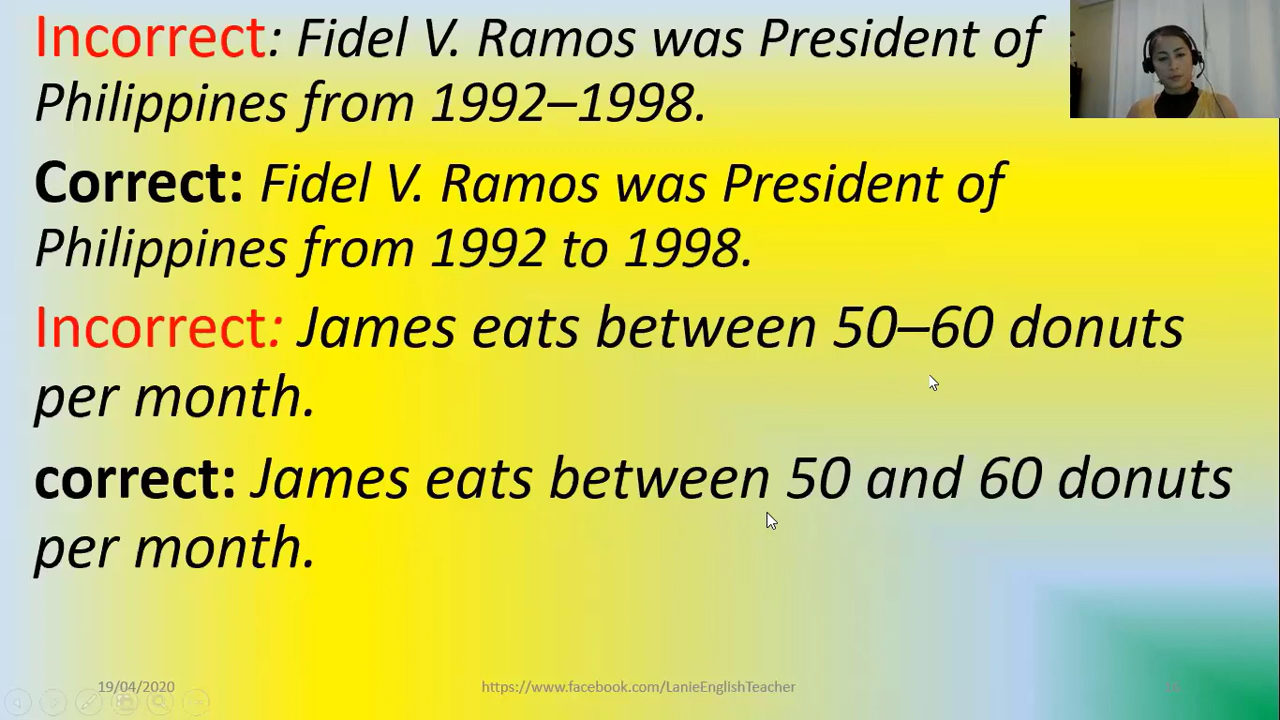 Incorrect: Fidel V. Ramos was President of
Philippines from 1992–1998.
Correct: Fidel V. Ramos was President of
Philippines from 1992 to 1998.
Incorrect: James eats between 50–60 donuts
per month.
correct: James eats between 50 and 60 donuts
per month.
19/04/2020
https://www.facebook.com/LanieEnglishTeacher